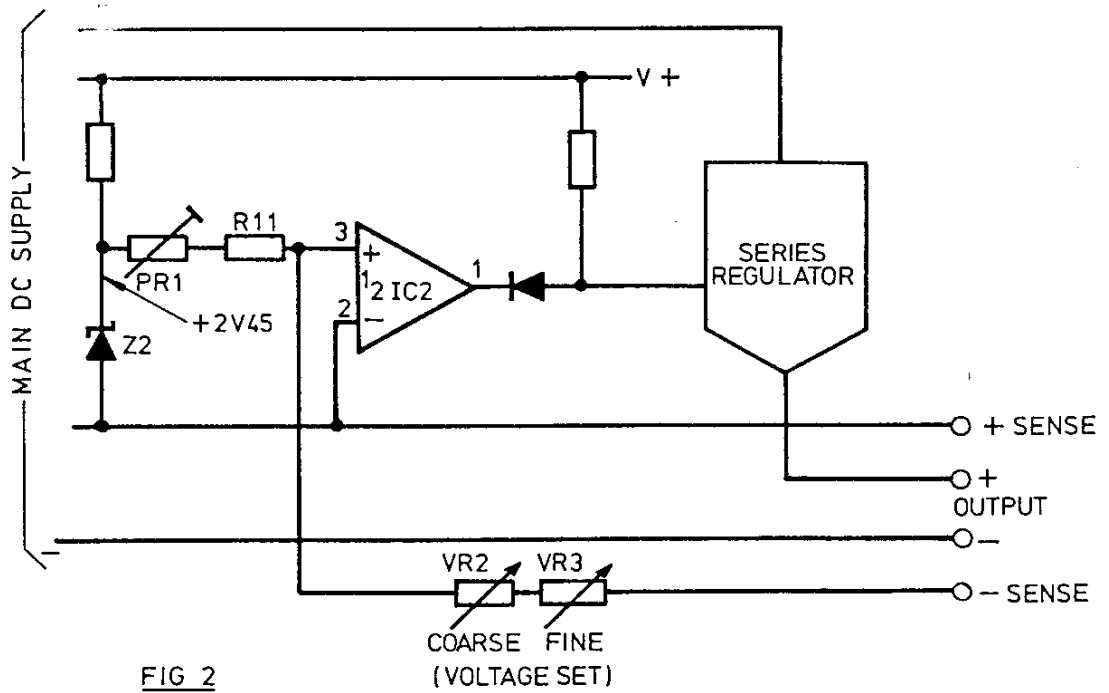 MAIN DC SUPPLY
V +
R11
PR1
+2V45
Z2
3
+
1
2 IC2
2
−
1
SERIES
REGULATOR
+ SENSE
+
OUTPUT
−
− SENSE
−
VR2
VR3
COARSE
FINE
(VOLTAGE SET)
FIG 2